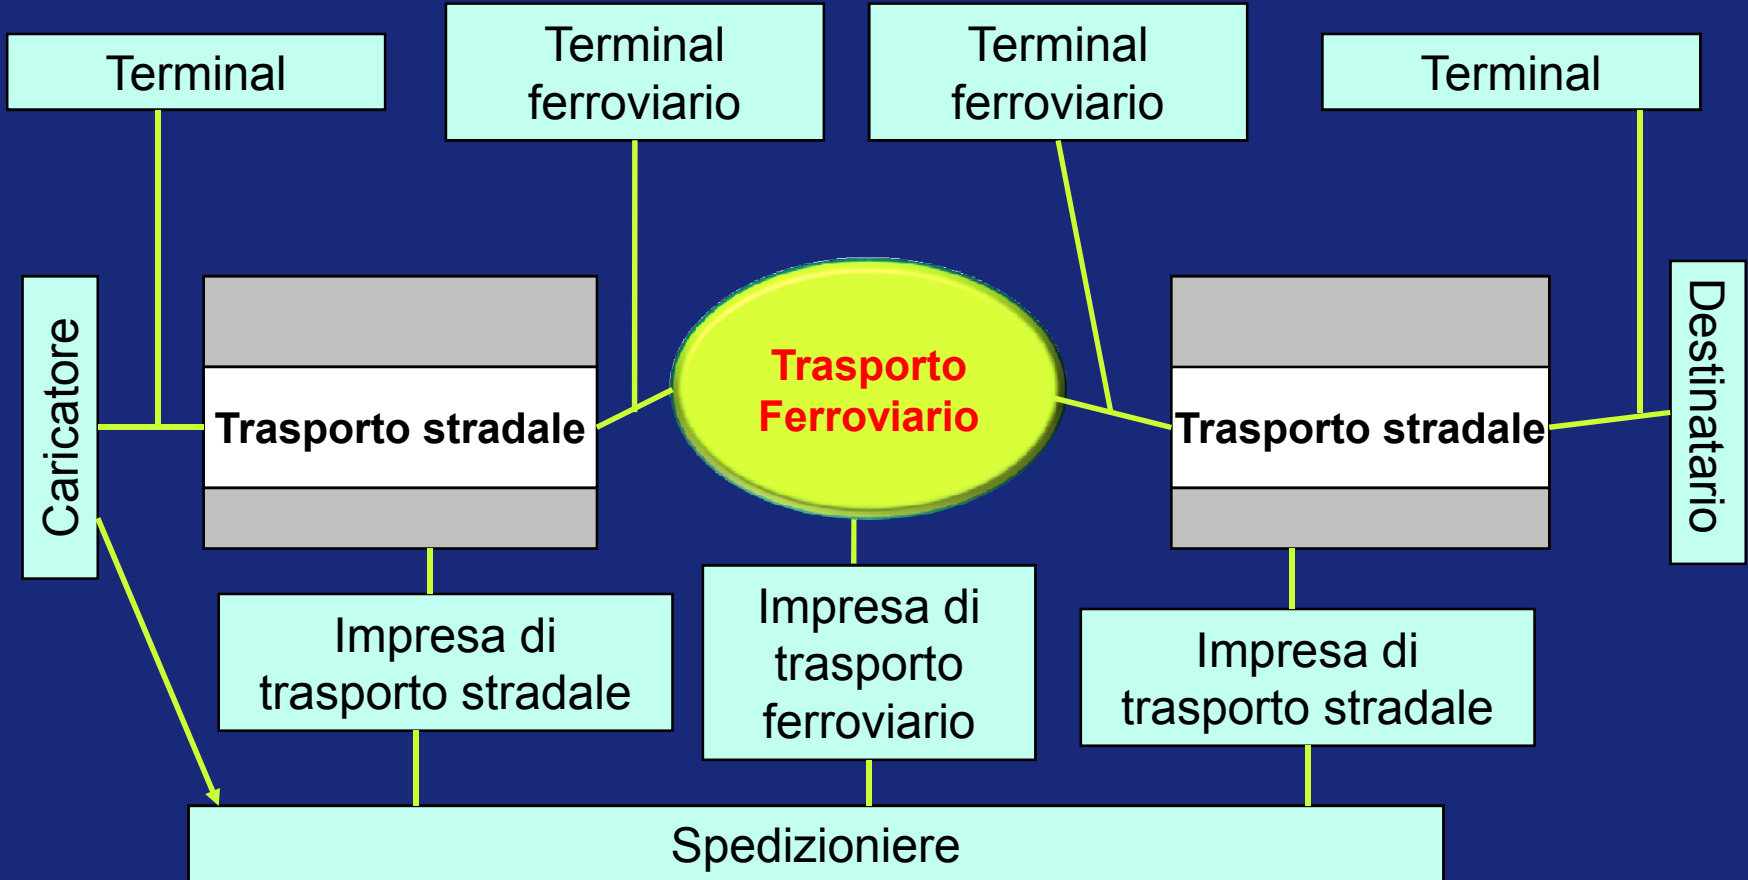 Terminal
Terminal
ferroviario
Terminal
ferroviario
Terminal
Caricatore
Trasporto stradale
Trasporto
Ferroviario
Trasporto stradale
Destinatario
Impresa di
trasporto stradale
Impresa di
trasporto
ferroviario
Impresa di
trasporto stradale
Spedizioniere